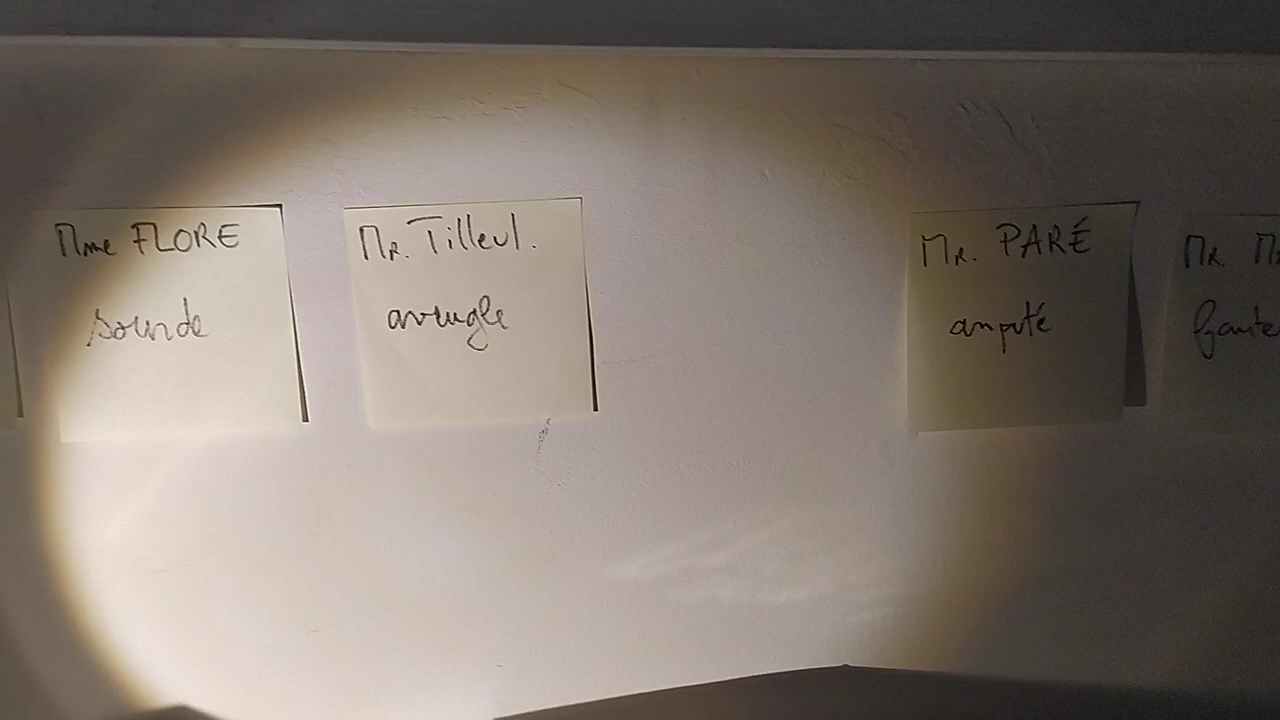 Mme FLORE
sourde
Mr. Tilleul.
aveugle
Mr. PARÉ
amputé
Mr.